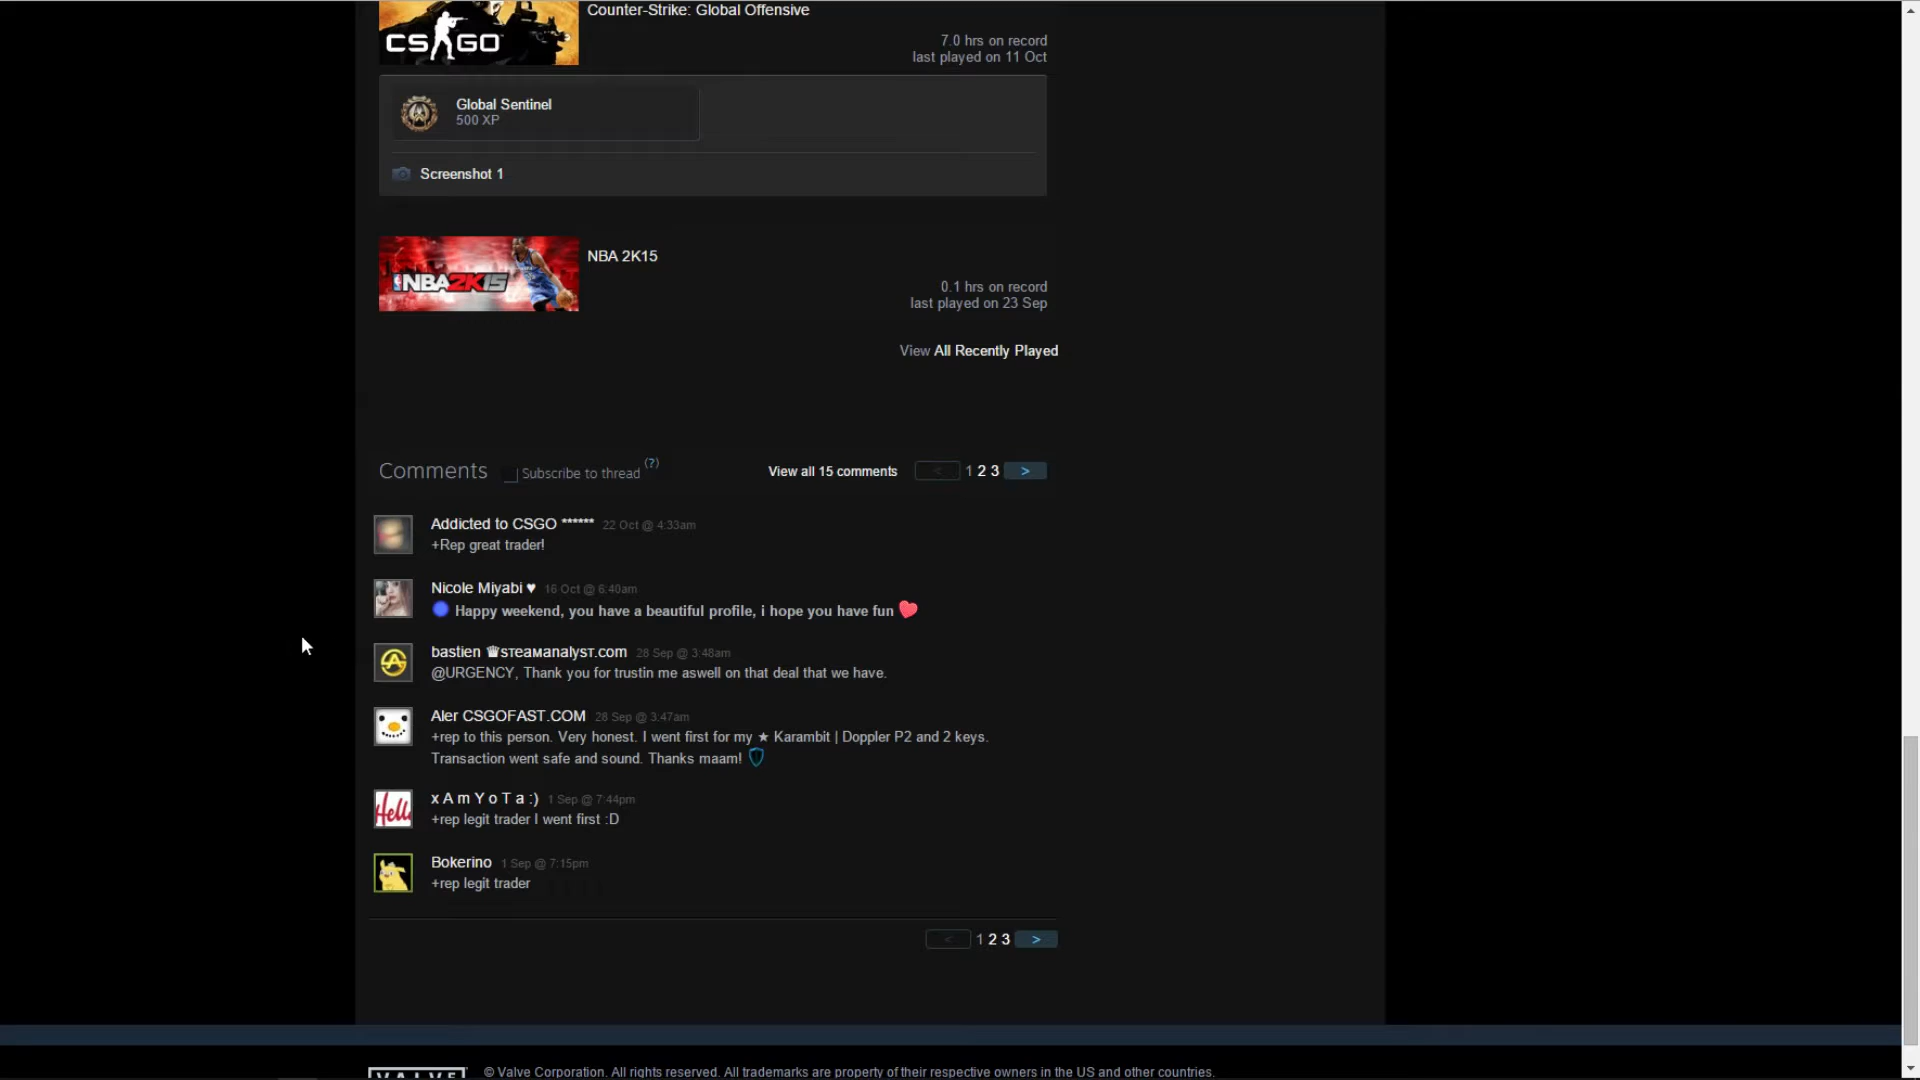 Counter-Strike: Global Offensive
CS GO
7.0 hrs on record
last played on 11 Oct
Global Sentinel
500 XP
Screenshot 1
NBA 2K15
NBA2K15
0.1 hrs on record
last played on 23 Sep
View All Recently Played
Comments Subscribe to thread (?) View all 15 comments < 1 2 3 >
Addicted to CSGO ****** 22 Oct @ 4:33am
+Rep great trader!
Nicole Miyabi ♥ 16 Oct @ 6:40am
Happy weekend, you have a beautiful profile, i hope you have fun
bastien ♛sтeaмanalysт.com 28 Sep @ 3:48am
@URGENCY, Thank you for trustin me aswell on that deal that we have.
Aler CSGOFAST.COM 28 Sep @ 3:47am
+rep to this person. Very honest. I went first for my ★ Karambit | Doppler P2 and 2 keys.
Transaction went safe and sound. Thanks maam!
Hello
x A m Y o T a :) 1 Sep @ 7:44pm
+rep legit trader I went first :D
Bokerino 1 Sep @ 7:15pm
+rep legit trader
< 1 2 3 >
VALVE © Valve Corporation. All rights reserved. All trademarks are property of their respective owners in the US and other countries.